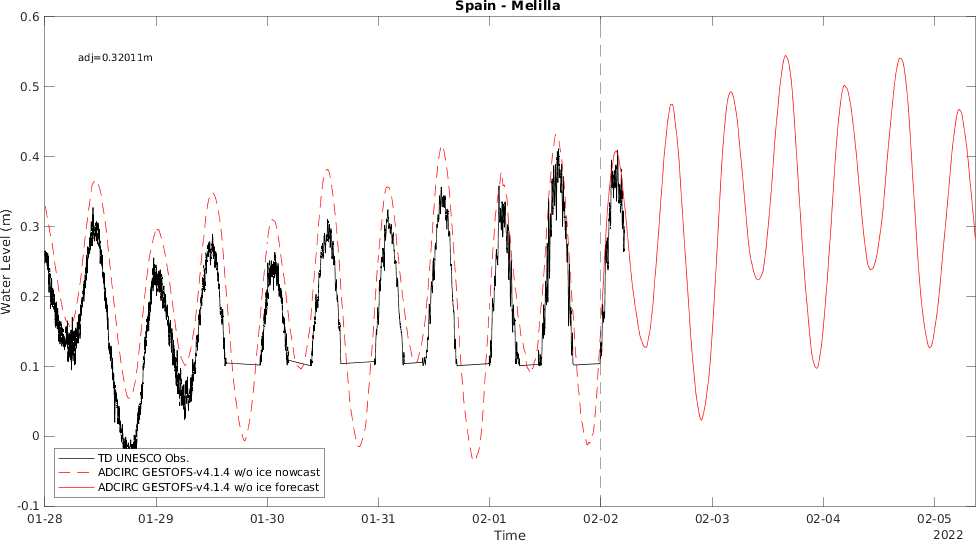 Spain - Melilla
adj=0.32011m
Water Level (m)
0.6
0.5
0.4
0.3
0.2
0.1
0
-0.1
TD UNESCO Obs.
ADCIRC GESTOFS-v4.1.4 w/o ice nowcast
ADCIRC GESTOFS-v4.1.4 w/o ice forecast
01-28 01-29 01-30 01-31 02-01 02-02 02-03 02-04 02-05
Time
2022